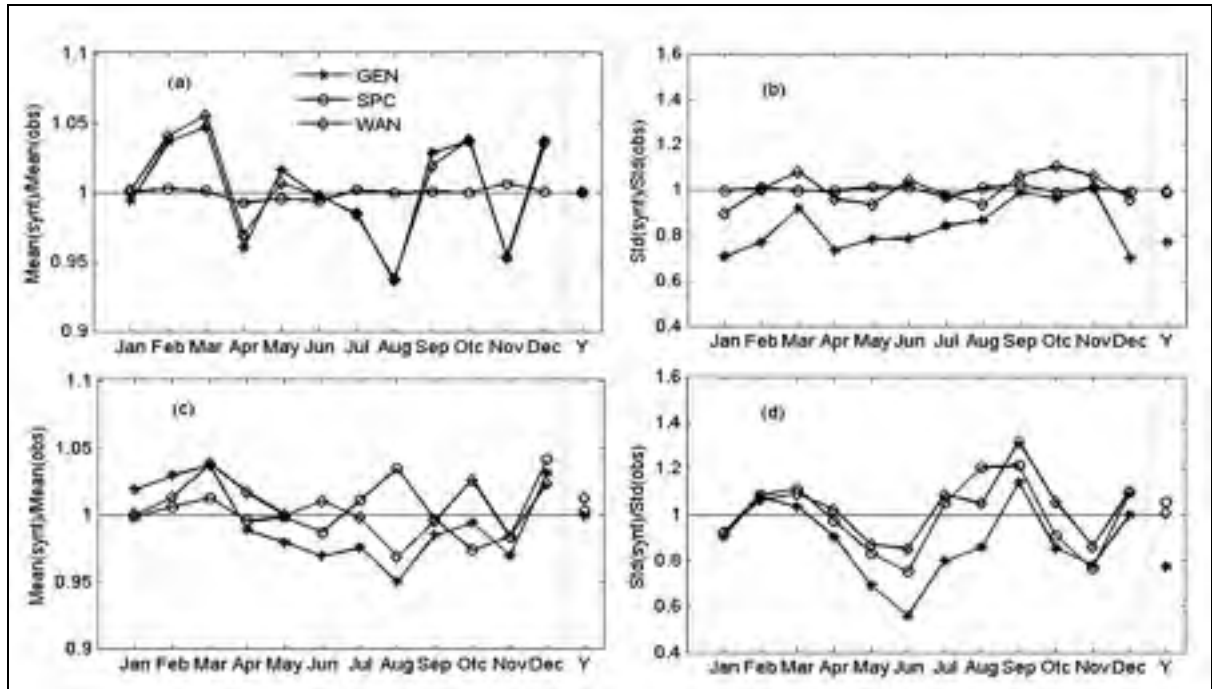 1.1
1.05
1
0.95
0.9
Mean(synt)/Mean(obs)
(a)
GEN
SPC
WAN
Jan Feb Mar Apr May Jun Jul Aug Sep Otc Nov Dec Y
1.6
1.4
1.2
1
0.8
0.6
0.4
Std(synt)/Std(obs)
(b)
Jan Feb Mar Apr May Jun Jul Aug Sep Otc Nov Dec Y
1.1
1.05
1
0.95
0.9
Mean(synt)/Mean(obs)
(c)
Jan Feb Mar Apr May Jun Jul Aug Sep Otc Nov Dec Y
1.6
1.4
1.2
1
0.8
0.6
0.4
Std(synt)/Std(obs)
(d)
Jan Feb Mar Apr May Jun Jul Aug Sep Otc Nov Dec Y